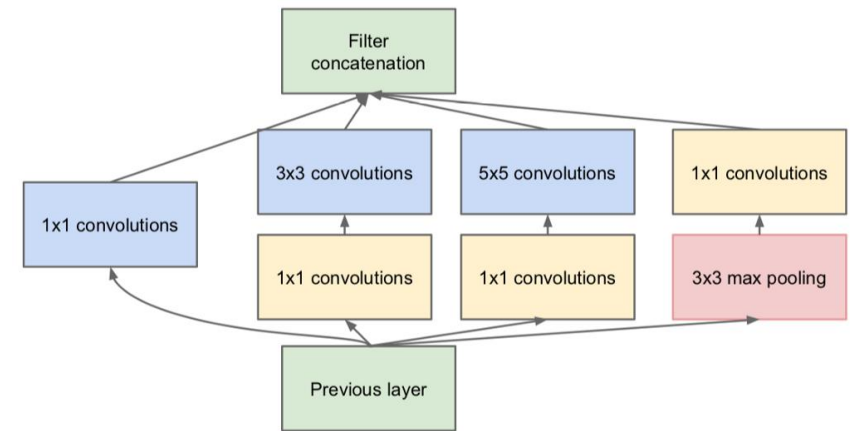 Filter
concatenation
3x3 convolutions
5x5 convolutions
1x1 convolutions
1x1 convolutions
1x1 convolutions
1x1 convolutions
3x3 max pooling
Previous layer